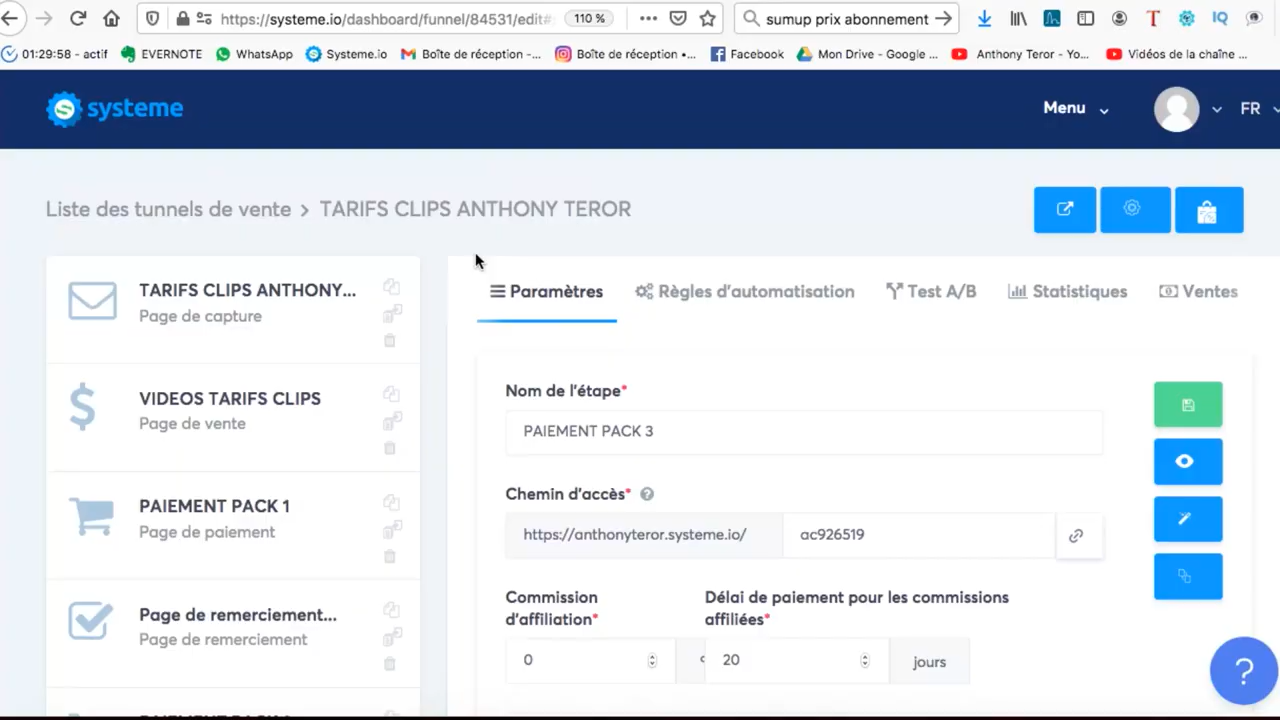 https://systeme.io/dashboard/funnel/84531/edit#
110 %
sumup prix abonnement
IQ
01:29:58 - actif
EVERNOTE
WhatsApp
Systeme.io
Boîte de réception -...
Boîte de réception •...
Facebook
Mon Drive - Google ...
Anthony Teror - Yo...
Vidéos de la chaîne ...
systeme
Menu
FR
Liste des tunnels de vente > TARIFS CLIPS ANTHONY TEROR
TARIFS CLIPS ANTHONY...
Page de capture
VIDEOS TARIFS CLIPS
Page de vente
PAIEMENT PACK 1
Page de paiement
Page de remerciement...
Page de remerciement
Paramètres
Règles d'automatisation
Test A/B
Statistiques
Ventes
Nom de l'étape*
PAIEMENT PACK 3
Chemin d'accès* ?
https://anthonyteror.systeme.io/
ac926519
Commission
d'affiliation*
0
Délai de paiement pour les commissions
affiliées*
20
jours
?